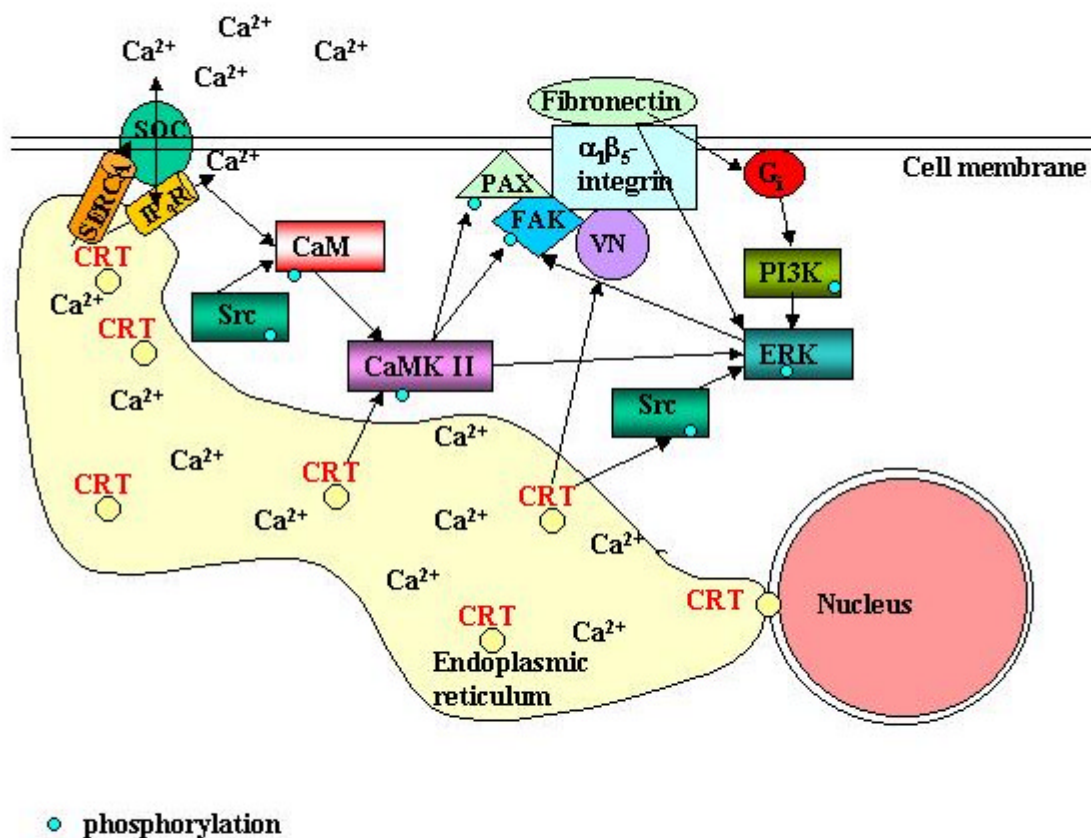 Ca²⁺
Ca²⁺
Ca²⁺
Ca²⁺
Fibronectin
SOC
Ca²⁺
α₁β₅-
integrin
Cell membrane
SERCA
IP₃R
PAX
Gᵢ
FAK
VN
CRT
CaM
PI3K
Ca²⁺
Src
CRT
CaMK II
ERK
Ca²⁺
Src
Ca²⁺
Ca²⁺
CRT
CRT
CRT
Ca²⁺
Ca²⁺
Ca²⁺
Ca²⁺
CRT
Nucleus
CRT
Ca²⁺
Endoplasmic
reticulum
phosphorylation